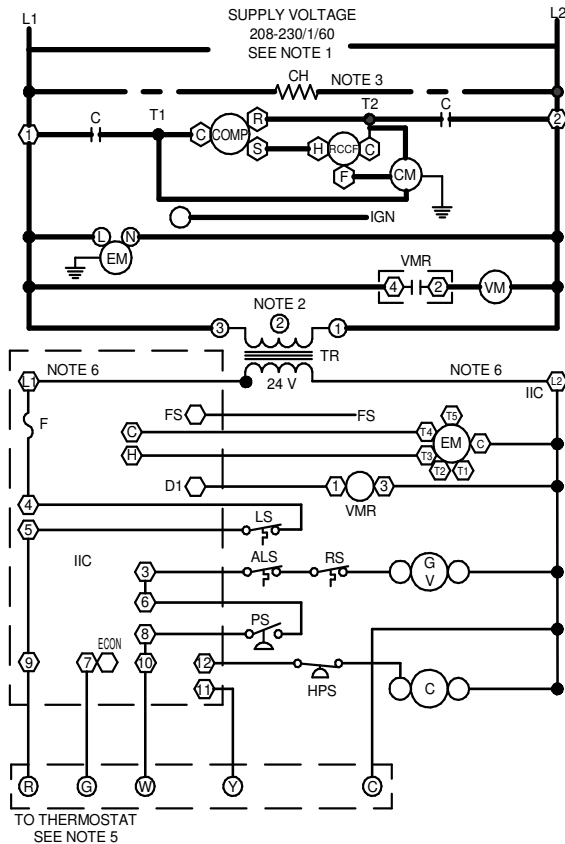 L1
SUPPLY VOLTAGE
L2
208-230/1/60
SEE NOTE 1
CH
NOTE 3
C
T1
T2
C
1
C
COMP
R
2
S
H
RCCF
C
F
CM
IGN
L
N
EM
VMR
4
2
VM
NOTE 2
3
2
1
TR
L1
NOTE 6
24 V
NOTE 6
L2
IIC
F
FS
FS
T5
C
T4
EM
C
H
T3
T2
T1
D1
1
3
VMR
4
LS
5
IIC
ALS
RS
3
G
V
6
PS
8
ECON
9
7
10
12
HPS
C
11
R
G
W
Y
C
TO THERMOSTAT
SEE NOTE 5